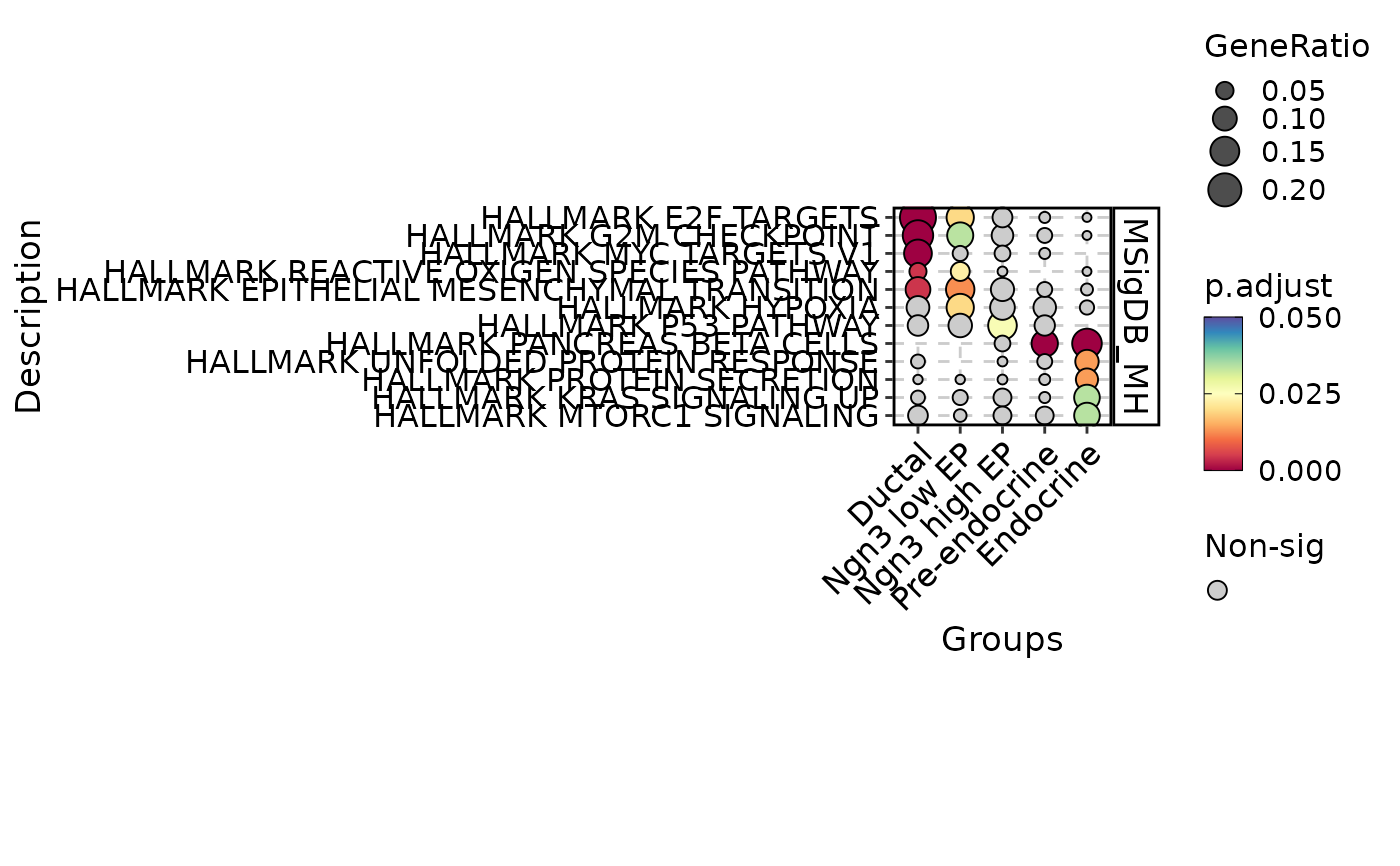 GeneRatio
0.05
0.10
0.15
0.20
Description
HALLMARK E2F TARGETS
HALLMARK G2M CHECKPOINT
HALLMARK MYC TARGETS V1
HALLMARK REACTIVE OXIGEN SPECIES PATHWAY
HALLMARK EPITHELIAL MESENCHYMAL TRANSITION
HALLMARK HYPOXIA
HALLMARK P53 PATHWAY
HALLMARK PANCREAS BETA CELLS
HALLMARK UNFOLDED PROTEIN RESPONSE
HALLMARK PROTEIN SECRETION
HALLMARK KRAS SIGNALING UP
HALLMARK MTORC1 SIGNALING
MSigDB_MH
p.adjust
0.050
0.025
0.000
Ductal
Ngn3 low EP
Ngn3 high EP
Pre-endocrine
Endocrine
Groups
Non-sig